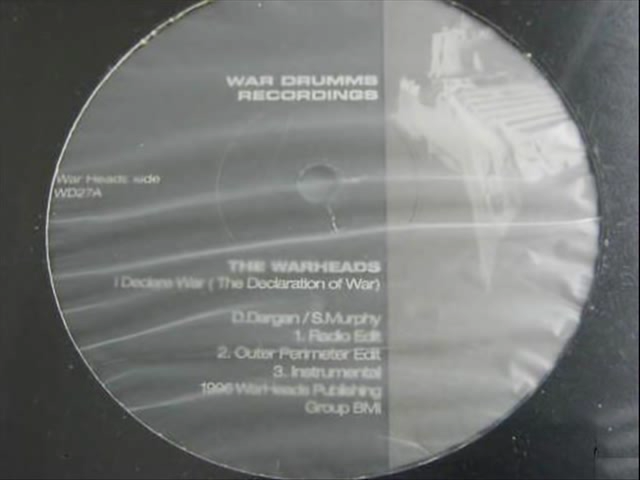 WAR DRUMMS
RECORDINGS
War Heads side
WD27A
THE WARHEADS
I Declare War ( The Declaration of War)
D.Dargan / S.Murphy
1. Radio Edit
2. Outer Perimeter Edit
3. Instrumental
1996 WarHeads Publishing
Group BMI